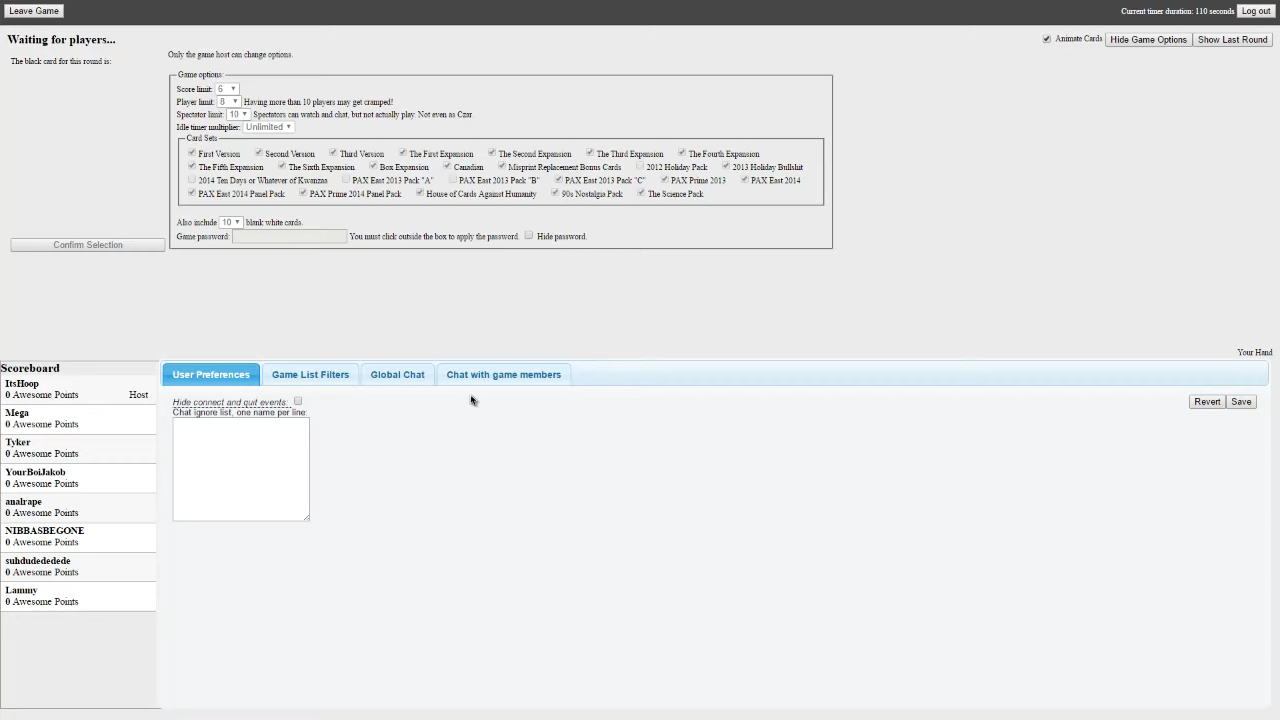 Leave Game
Current timer duration: 110 seconds Log out
Waiting for players...
Animate Cards Hide Game Options Show Last Round
The black card for this round is:
Only the game host can change options.
Game options:
Score limit: 6
Player limit: 8 Having more than 10 players may get cramped!
Spectator limit: 10 Spectators can watch and chat, but not actually play. Not even as Czar.
Idle timer multiplier: Unlimited
Card Sets
First Version Second Version Third Version The First Expansion The Second Expansion The Third Expansion The Fourth Expansion
The Fifth Expansion The Sixth Expansion Box Expansion Canadian Misprint Replacement Bonus Cards 2012 Holiday Pack 2013 Holiday Bullshit
2014 Ten Days or Whatever of Kwanzaa PAX East 2013 Pack "A" PAX East 2013 Pack "B" PAX East 2013 Pack "C" PAX Prime 2013 PAX East 2014
PAX East 2014 Panel Pack PAX Prime 2014 Panel Pack House of Cards Against Humanity 90s Nostalgia Pack The Science Pack
Also include 10 blank white cards.
Game password: You must click outside the box to apply the password. Hide password.
Confirm Selection
Your Hand
Scoreboard
ItsHoop
0 Awesome Points Host
Mega
0 Awesome Points
Tyker
0 Awesome Points
YourBoiJakob
0 Awesome Points
analrape
0 Awesome Points
NIBBASBEGONE
0 Awesome Points
suhdudededede
0 Awesome Points
Lammy
0 Awesome Points
User Preferences Game List Filters Global Chat Chat with game members
Hide connect and quit events:
Chat ignore list, one name per line:
Revert Save